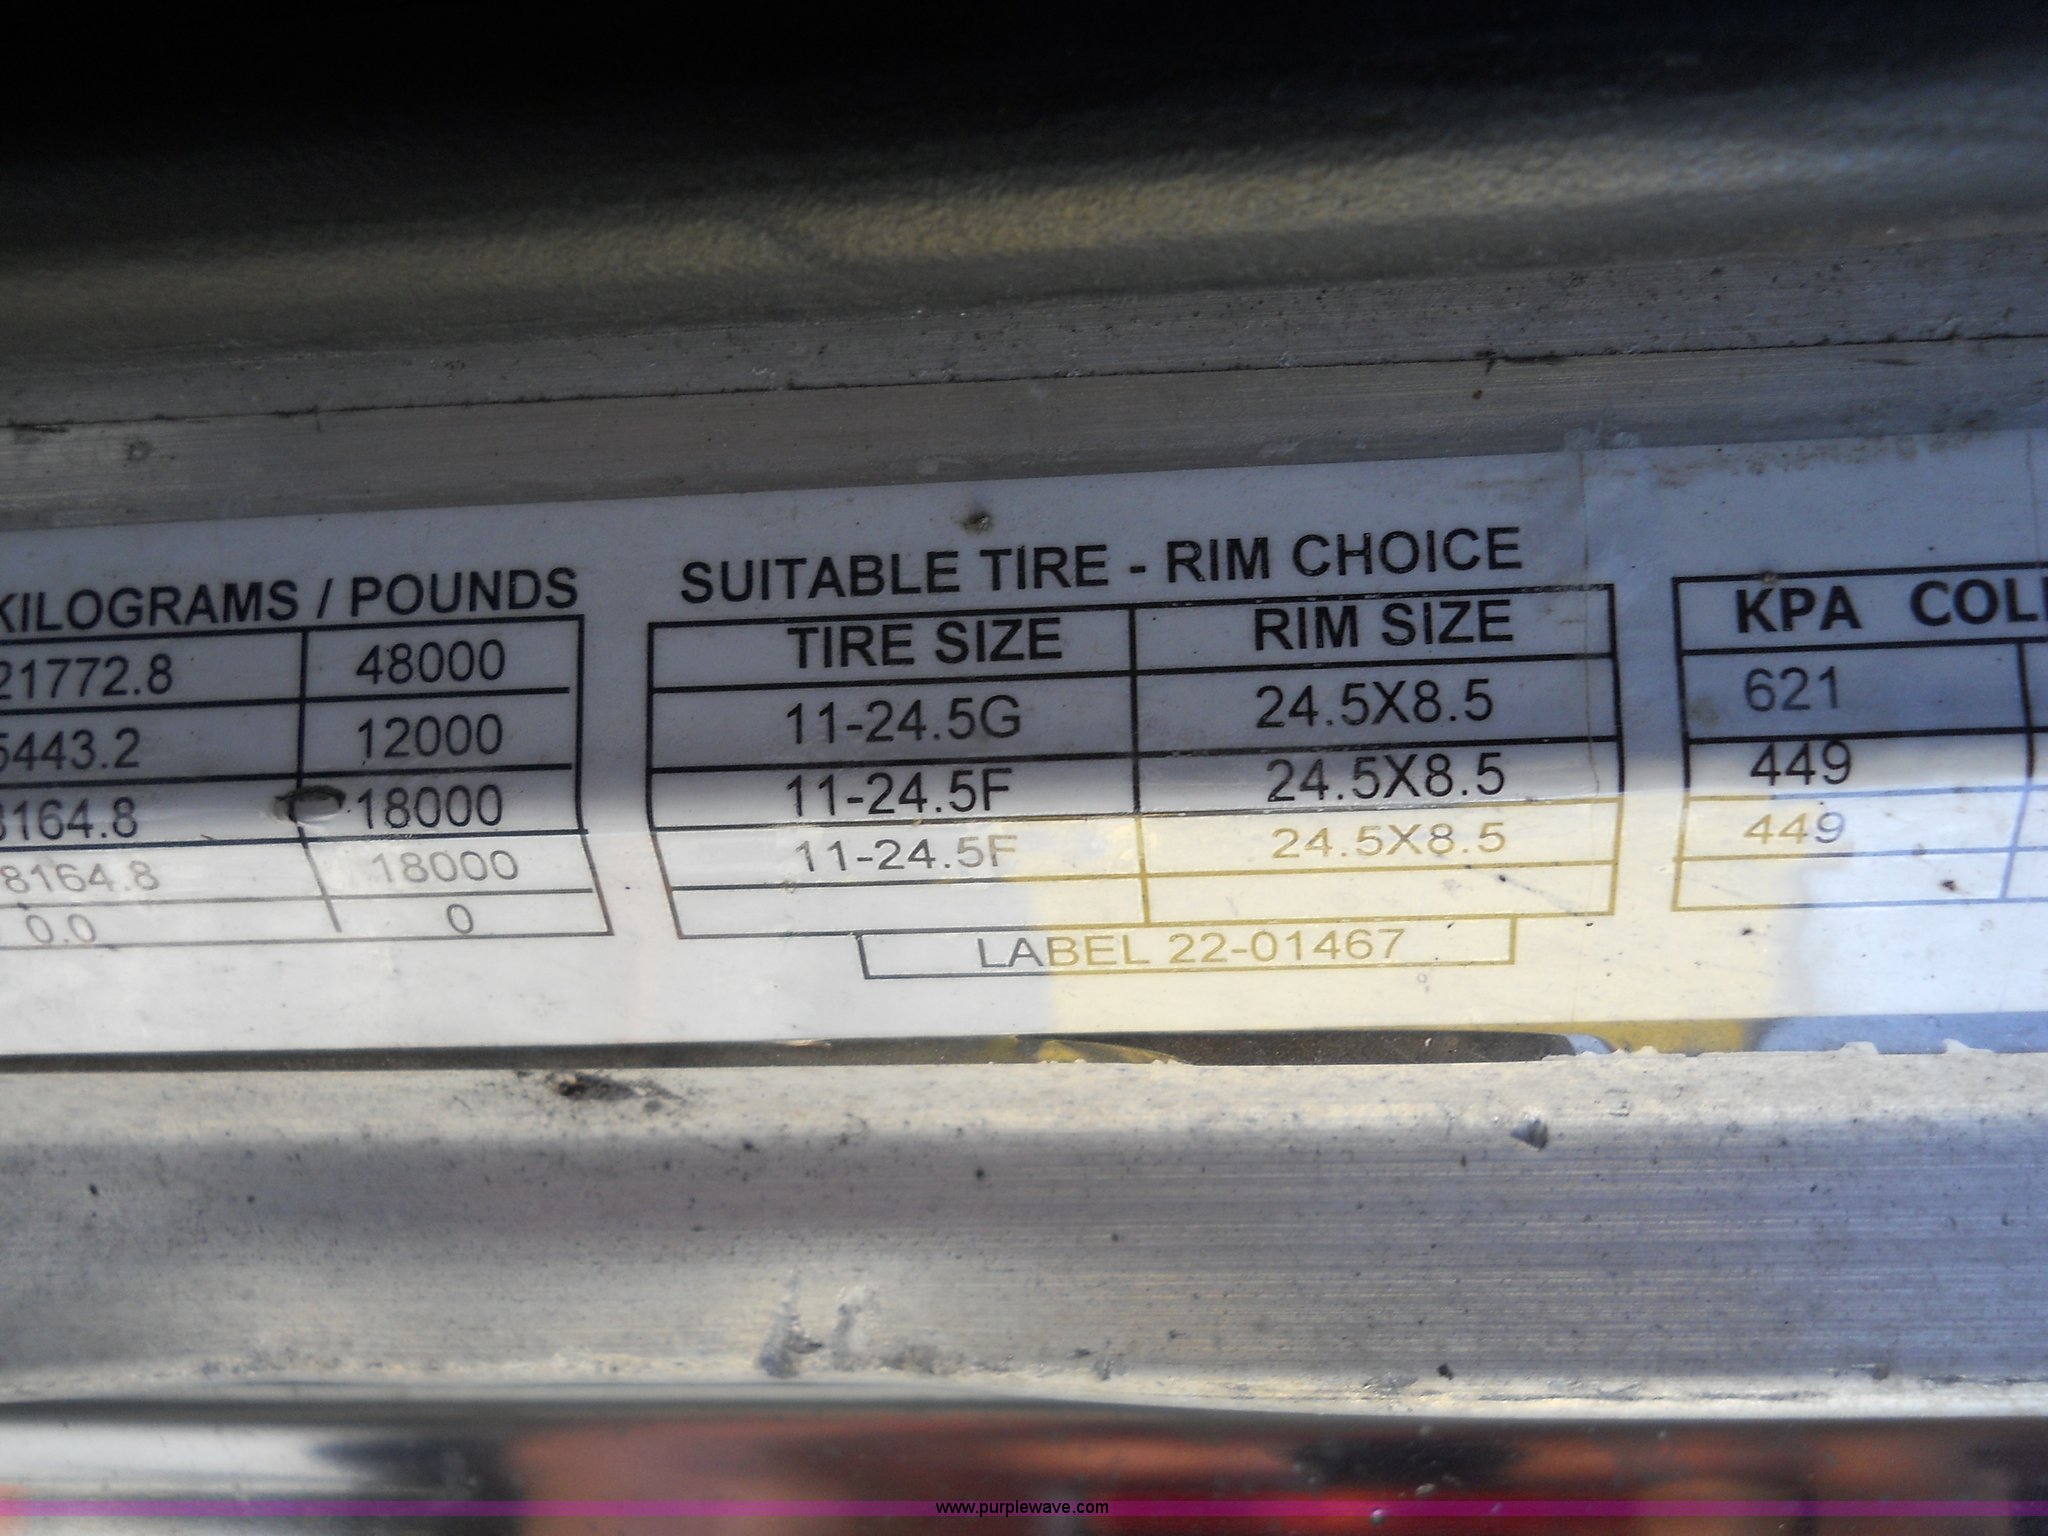 KILOGRAMS / POUNDS
21772.8 48000
5443.2 12000
8164.8 18000
8164.8 18000
0.0 0
SUITABLE TIRE - RIM CHOICE
TIRE SIZE RIM SIZE
11-24.5G 24.5X8.5
11-24.5F 24.5X8.5
11-24.5F 24.5X8.5
LABEL 22-01467
KPA
621
449
449
www.purplewave.com